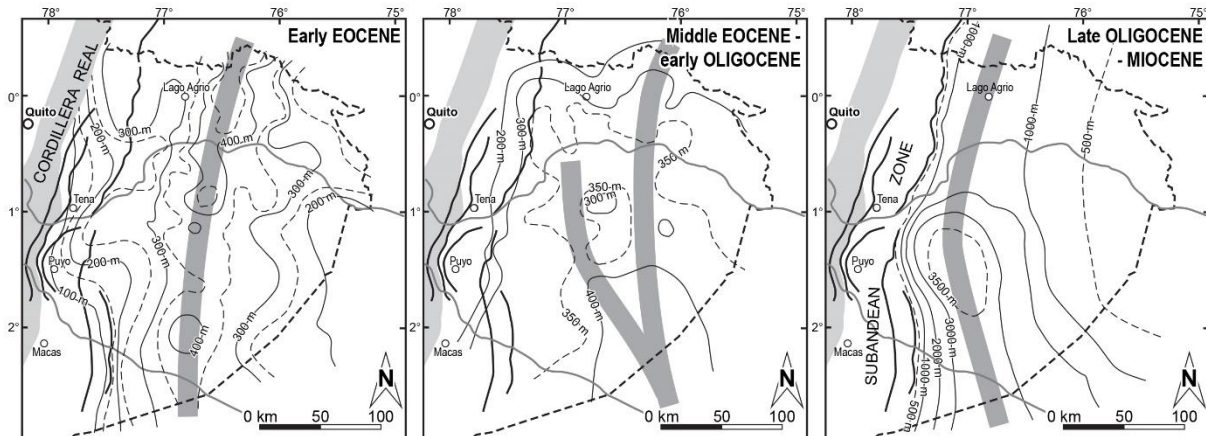 78° 77° 76° 75°
Early EOCENE
CORDILLERA REAL
Lago Agrio
0°
Quito
200-m
300-m
400-m
Tena
300-m
1°
200-m
300-m
200-m
Puyo
100-m
300-m
2°
400-m
Macas
N
0 km 50 100
78° 77° 76° 75°
Middle EOCENE -
early OLIGOCENE
Lago Agrio
0°
Quito
200-m
300-m
350 m
350-m
300-m
Tena
1°
Puyo
400-m
350 m
2°
Macas
N
0 km 50 100
78° 77° 76° 75°
Late OLIGOCENE
- MIOCENE
1000-m
Lago Agrio
0°
Quito
1000-m
500-m
ZONE
Tena
1°
Puyo
3500-m
SUBANDEAN
3000-m
2000-m
1000-m
500-m
2°
Macas
N
0 km 50 100